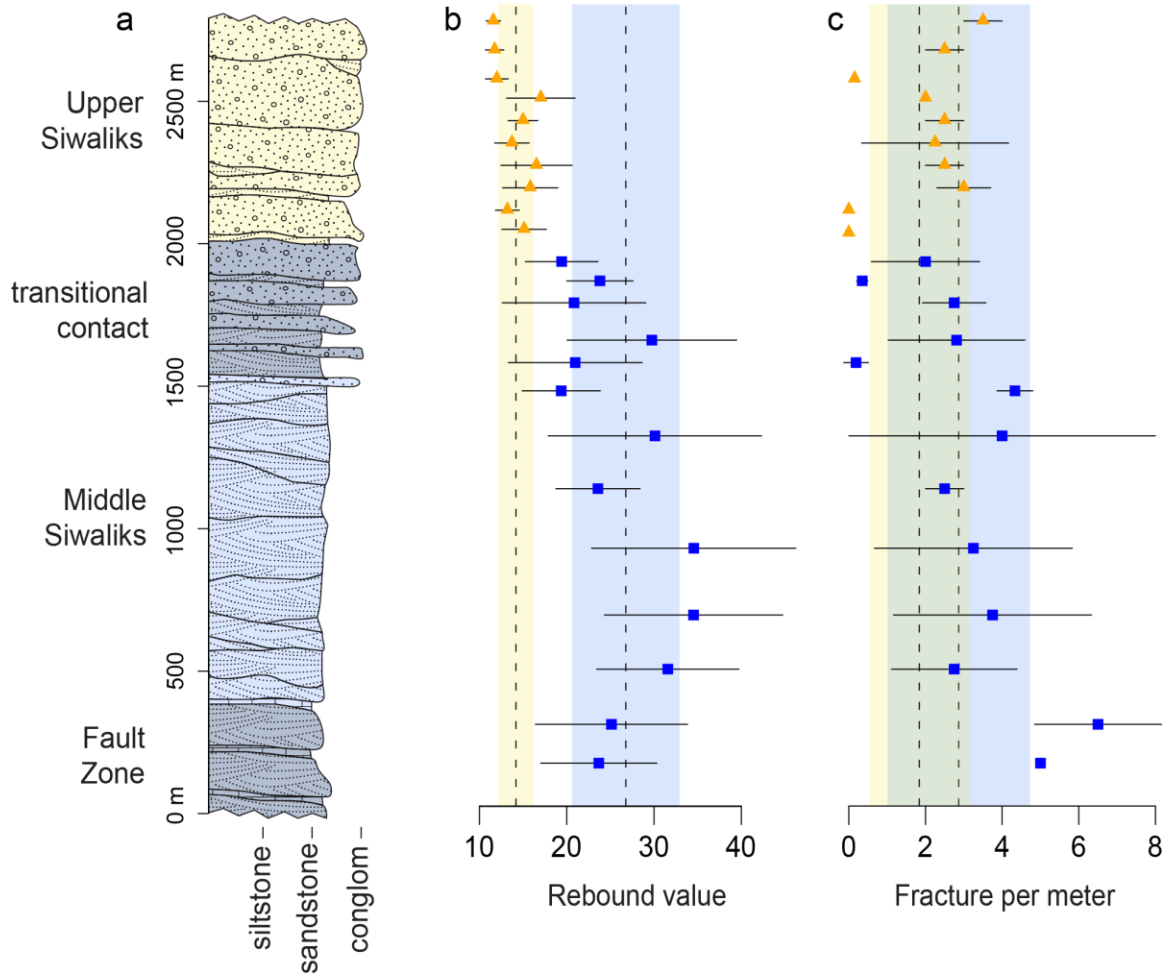 a
b
c
Upper
Siwaliks
transitional
contact
Middle
Siwaliks
Fault
Zone
2500 m
2000
1500
1000
500
0 m
siltstone
sandstone
conglom
10 20 30 40
Rebound value
0 2 4 6 8
Fracture per meter